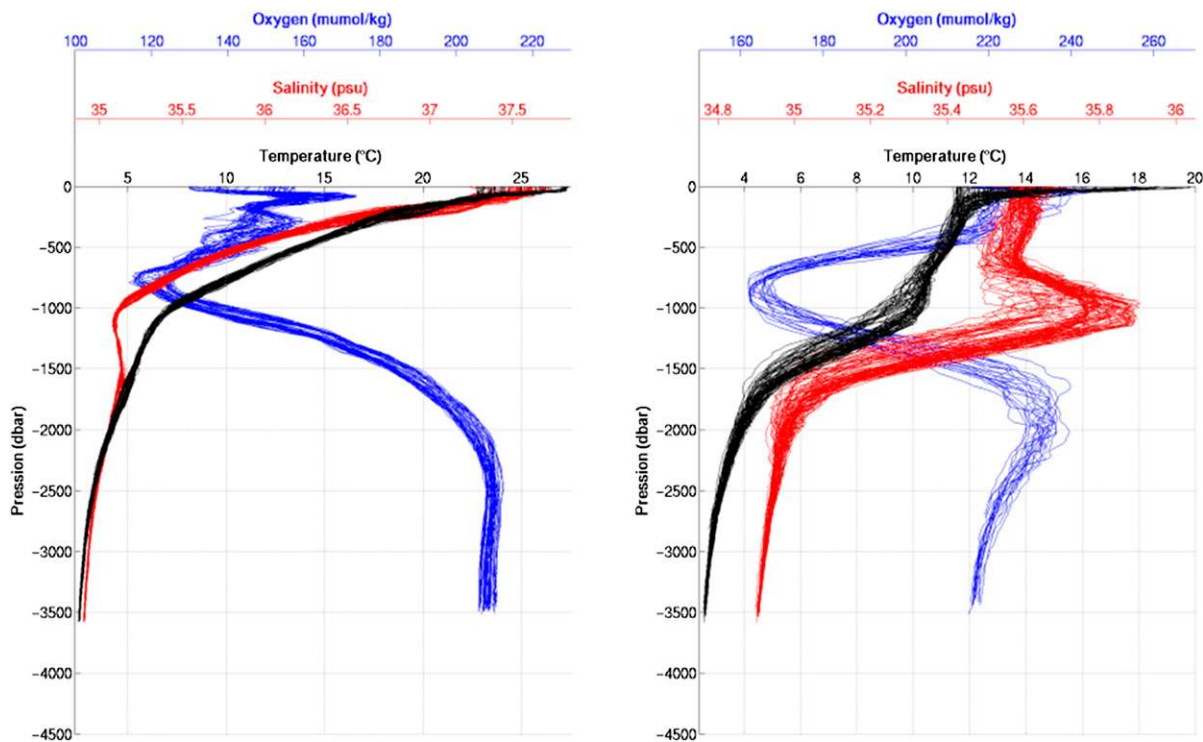 Oxygen (mumol/kg)
100 120 140 160 180 200 220
Salinity (psu)
35 35.5 36 36.5 37 37.5
Temperature (°C)
5 10 15 20 25
0
−500
−1000
−1500
−2000
−2500
−3000
−3500
−4000
−4500
Pression (dbar)
Oxygen (mumol/kg)
160 180 200 220 240 260
Salinity (psu)
34.8 35 35.2 35.4 35.6 35.8 36
Temperature (°C)
4 6 8 10 12 14 16 18 20
0
−500
−1000
−1500
−2000
−2500
−3000
−3500
−4000
−4500
Pression (dbar)